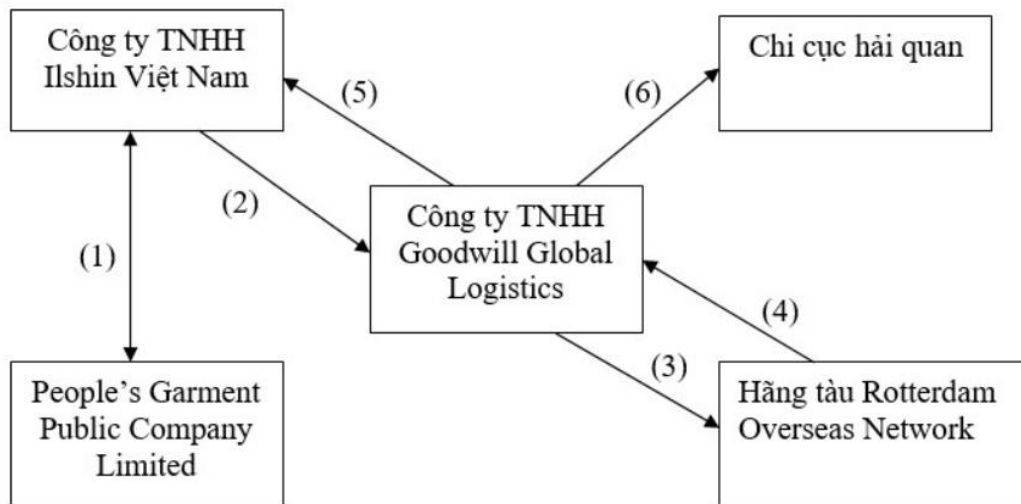 Công ty TNHH
Ilshin Việt Nam
Chi cục hải quan
(5)
(6)
(2)
Công ty TNHH
Goodwill Global
Logistics
(1)
(4)
(3)
People’s Garment
Public Company
Limited
Hãng tàu Rotterdam
Overseas Network